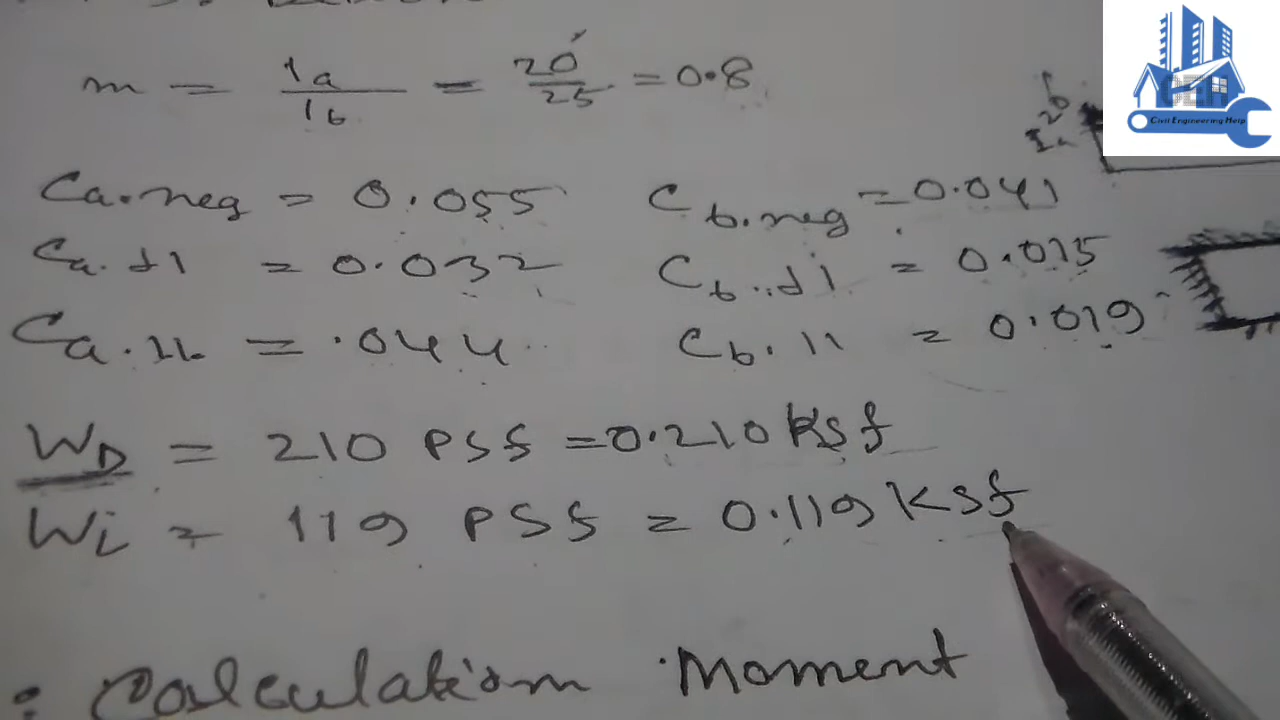 m = la/lb = 20/25 = 0.8
Ca.neg = 0.055 Cb.neg = 0.041
Ca.dl = 0.032 Cb.dl = 0.015
Ca.ll = .044 Cb.ll = 0.019
WD = 210 PSf = 0.210 Ksf
WL = 119 PSf = 0.119 Ksf
: Calculation Moment
CEH
Civil Engineering Help
20